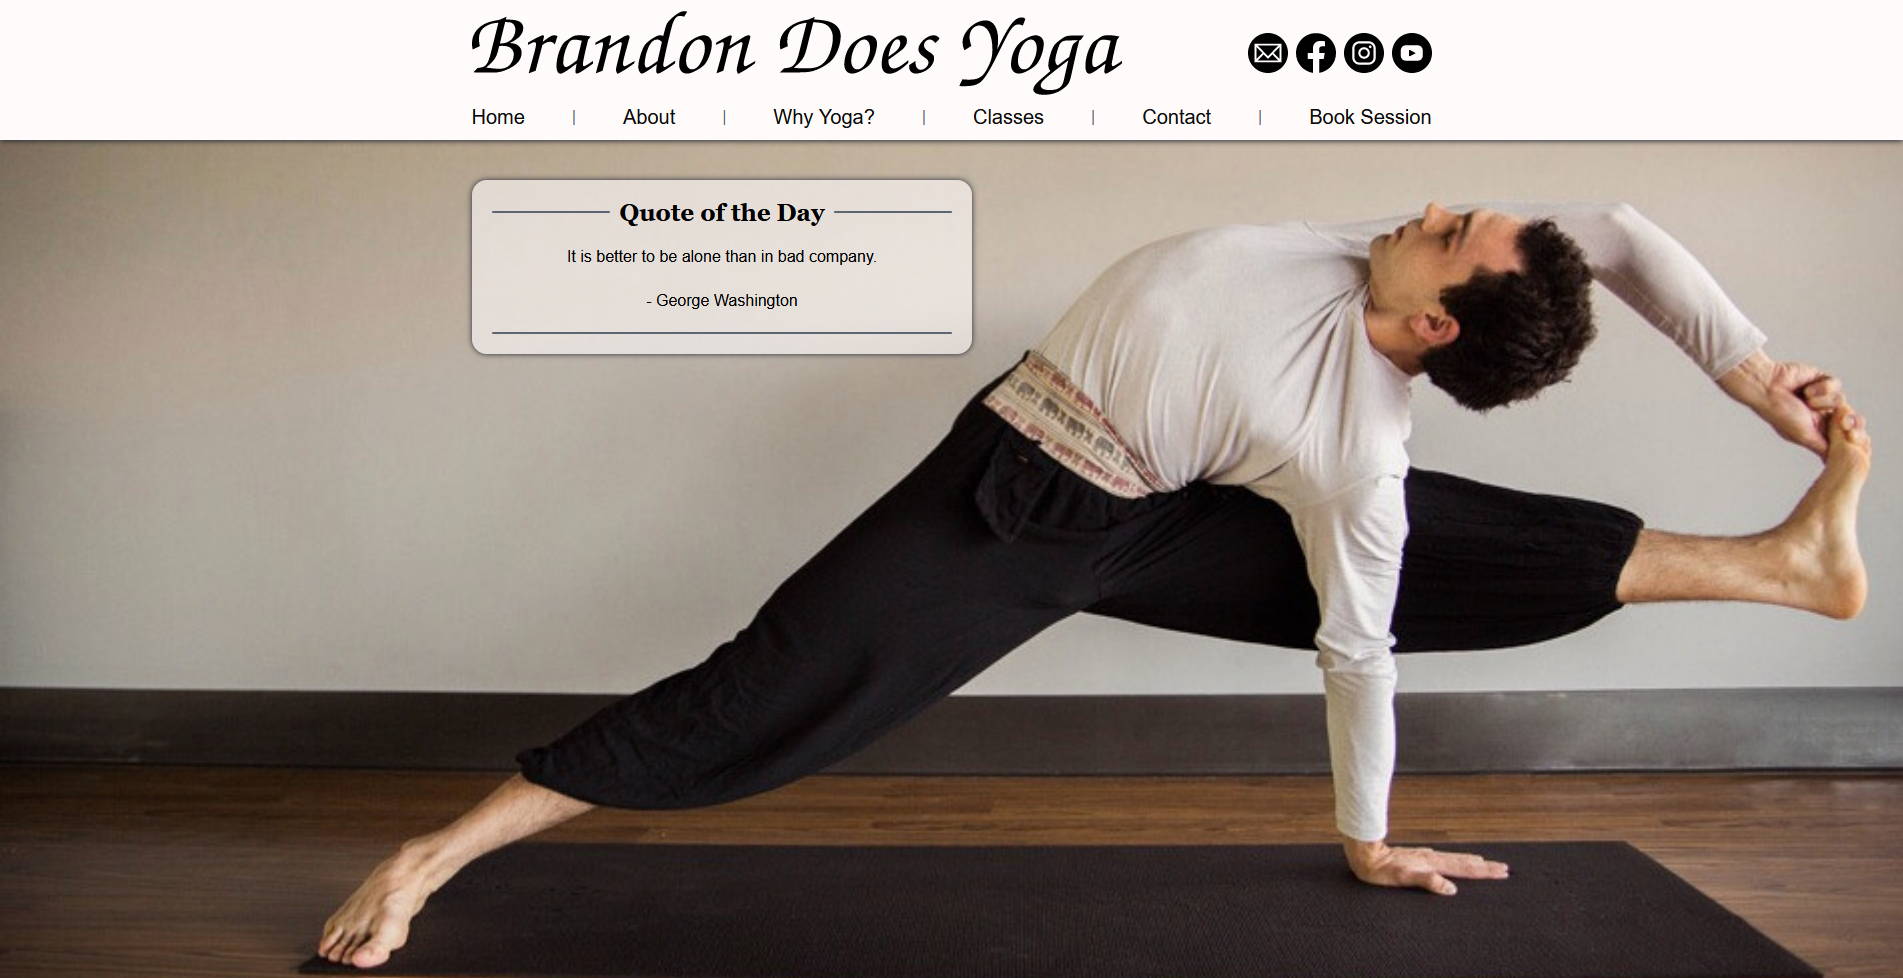 Brandon Does Yoga
Home | About | Why Yoga? | Classes | Contact | Book Session
Quote of the Day
It is better to be alone than in bad company.
- George Washington